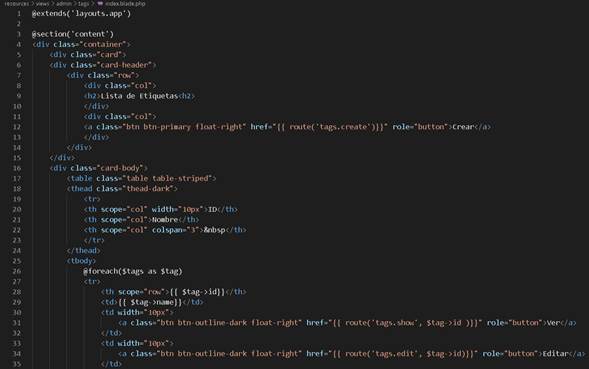 resources > views > admin > tags > index.blade.php
1 @extends('layouts.app')
2
3 @section('content')
4 <div class="container">
5 <div class="card">
6 <div class="card-header">
7 <div class="row">
8 <div class="col">
9 <h2>Lista de Etiquetas<h2>
10 </div>
11 <div class="col">
12 <a class="btn btn-primary float-right" href="{{ route('tags.create')}}" role="button">Crear</a>
13 </div>
14 </div>
15 </div>
16 <div class="card-body">
17 <table class="table table-striped">
18 <thead class="thead-dark">
19 <tr>
20 <th scope="col" width="10px">ID</th>
21 <th scope="col">Nombre</th>
22 <th scope="col" colspan="3">&nbsp</th>
23 </tr>
24 </thead>
25 <tbody>
26 @foreach($tags as $tag)
27 <tr>
28 <th scope="row">{{ $tag->id}}</th>
29 <td>{{ $tag->name}}</td>
30 <td width="10px">
31 <a class="btn btn-outline-dark float-right" href="{{ route('tags.show', $tag->id )}}" role="button">Ver</a>
32 </td>
33 <td width="10px">
34 <a class="btn btn-outline-dark float-right" href="{{ route('tags.edit', $tag->id)}}" role="button">Editar</a>
35 </td>